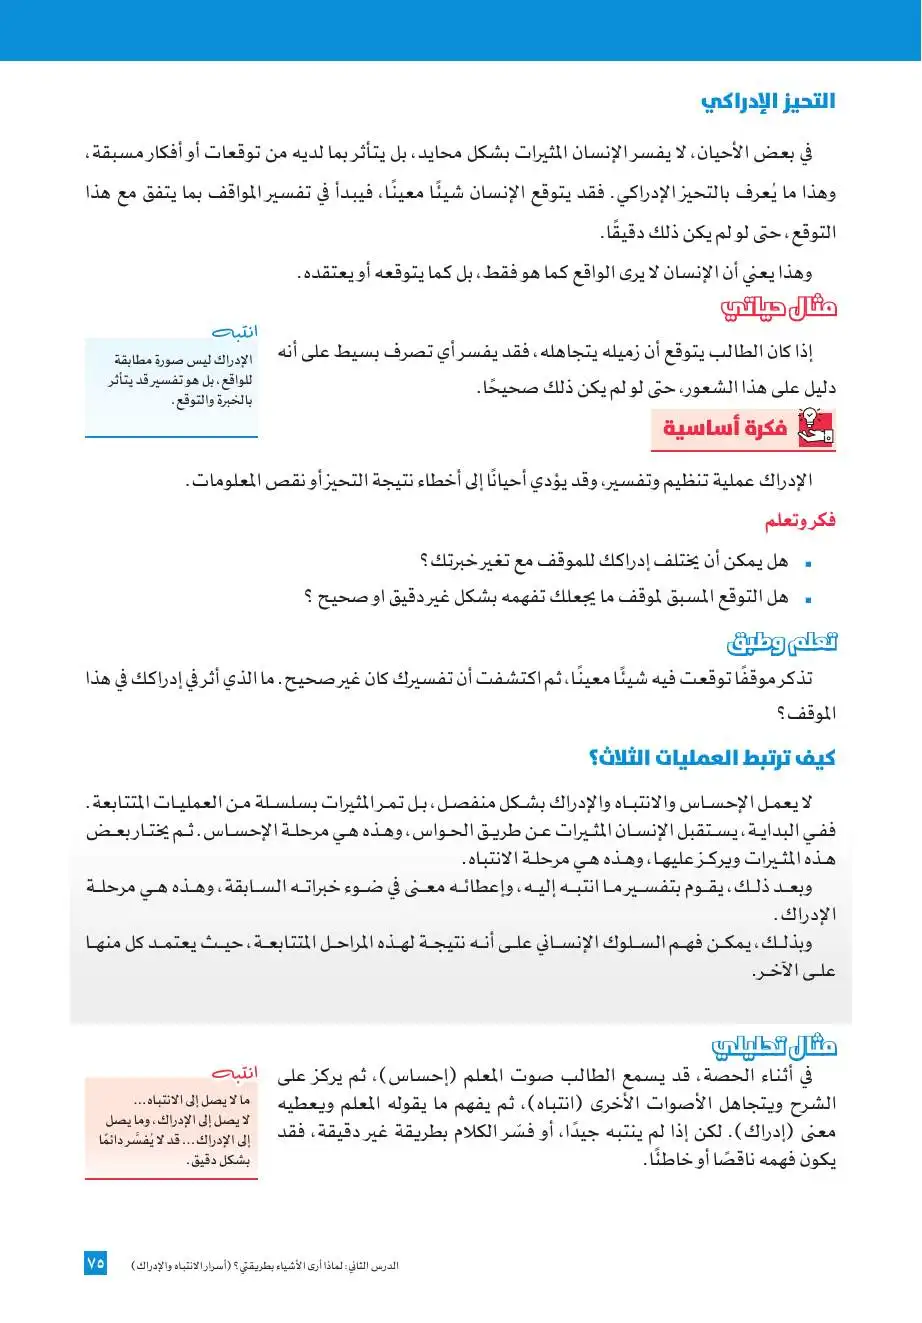 التحيز الإدراكي
في بعض الأحيان، لا يفسر الإنسان المثيرات بشكل محايد، بل يتأثر بما لديه من توقعات أو أفكار مسبقة،
وهذا ما يُعرف بالتحيز الإدراكي. فقد يتوقع الإنسان شيئًا معينًا، فيبدأ في تفسير المواقف بما يتفق مع هذا
التوقع، حتى لو لم يكن ذلك دقيقًا.
وهذا يعني أن الإنسان لا يرى الواقع كما هو فقط، بل كما يتوقعه أو يعتقده.
مثال حياتي
إذا كان الطالب يتوقع أن زميله يتجاهله، فقد يفسر أي تصرف بسيط على أنه
دليل على هذا الشعور، حتى لو لم يكن ذلك صحيحًا.
انتبه
الإدراك ليس صورة مطابقة
للواقع، بل هو تفسير قد يتأثر
بالخبرة والتوقع.
فكرة أساسية
الإدراك عملية تنظيم وتفسير، وقد يؤدي أحيانًا إلى أخطاء نتيجة التحيز أو نقص المعلومات.
فكر وتعلم
▪ هل يمكن أن يختلف إدراكك للموقف مع تغير خبرتك؟
▪ هل التوقع المسبق لموقف ما يجعلك تفهمه بشكل غير دقيق او صحيح ؟
تعلم وطبق
تذكر موقفًا توقعت فيه شيئًا معينًا، ثم اكتشفت أن تفسيرك كان غير صحيح. ما الذي أثر في إدراكك في هذا
الموقف؟
كيف ترتبط العمليات الثلاث؟
لا يعمل الإحساس والانتباه والإدراك بشكل منفصل، بل تمر المثيرات بسلسلة من العمليات المتتابعة.
ففي البداية، يستقبل الإنسان المثيرات عن طريق الحواس، وهذه هي مرحلة الإحساس. ثم يختار بعض
هذه المثيرات ويركز عليها، وهذه هي مرحلة الانتباه.
وبعد ذلك، يقوم بتفسير ما انتبه إليه، وإعطائه معنى في ضوء خبراته السابقة، وهذه هي مرحلة
الإدراك.
وبذلك، يمكن فهم السلوك الإنساني على أنه نتيجة لهذه المراحل المتتابعة، حيث يعتمد كل منها
على الآخر.
مثال تحليلي
في أثناء الحصة، قد يسمع الطالب صوت المعلم (إحساس)، ثم يركز على
الشرح ويتجاهل الأصوات الأخرى (انتباه)، ثم يفهم ما يقوله المعلم ويعطيه
معنى (إدراك). لكن إذا لم ينتبه جيدًا، أو فسّر الكلام بطريقة غير دقيقة، فقد
يكون فهمه ناقصًا أو خاطئًا.
انتبه
ما لا يصل إلى الانتباه...
لا يصل إلى الإدراك، وما يصل
إلى الإدراك... قد لا يُفسَّر دائمًا
بشكل دقيق.
الدرس الثاني: لماذا أرى الأشياء بطريقتي؟ (أسرار الانتباه والإدراك)
٧٥